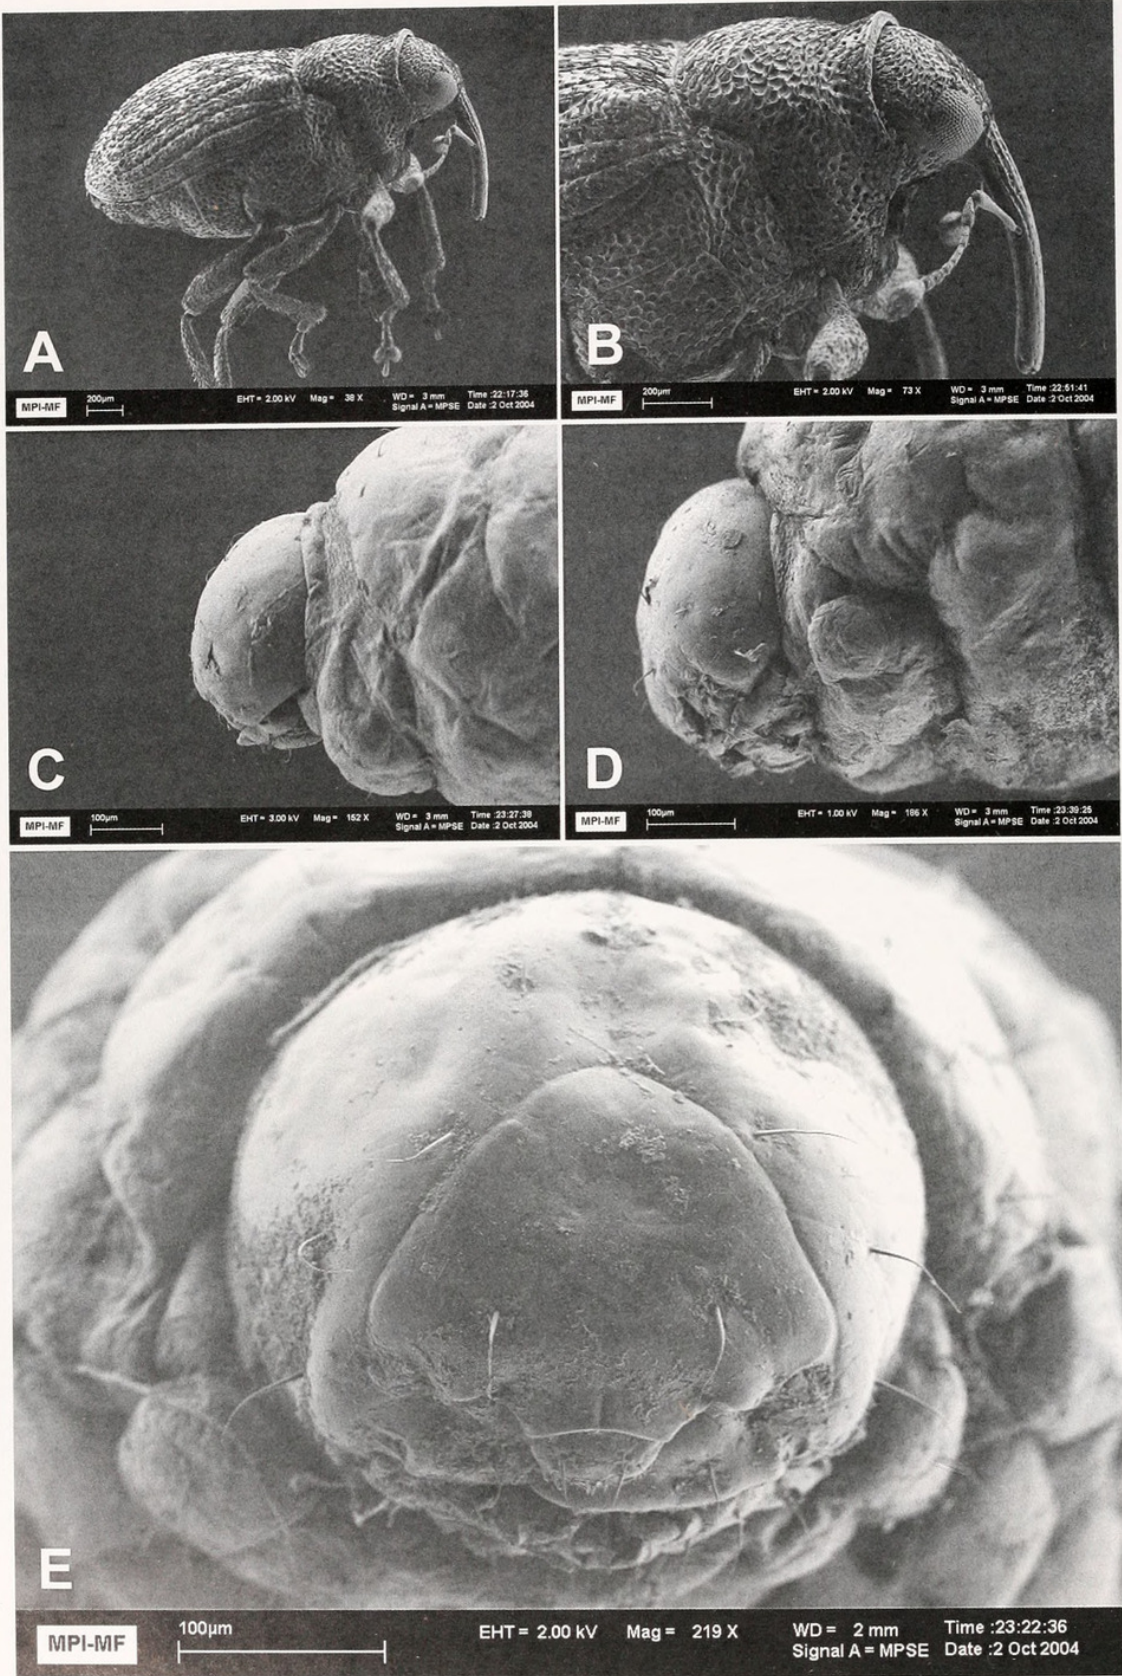 A
MPI-MF
200µm
EHT = 2.00 kV Mag = 38 X WD = 3 mm Time :22:17:36
Signal A = MPSE Date :2 Oct 2004
B
MPI-MF
200µm
EHT = 2.00 kV Mag = 73 X WD = 3 mm Time :22:51:41
Signal A = MPSE Date :2 Oct 2004
C
MPI-MF
100µm
EHT = 3.00 kV Mag = 152 X WD = 3 mm Time :23:27:38
Signal A = MPSE Date :2 Oct 2004
D
MPI-MF
100µm
EHT = 1.00 kV Mag = 186 X WD = 3 mm Time :23:39:25
Signal A = MPSE Date :2 Oct 2004
E
MPI-MF
100µm
EHT = 2.00 kV Mag = 219 X WD = 2 mm Time :23:22:36
Signal A = MPSE Date :2 Oct 2004